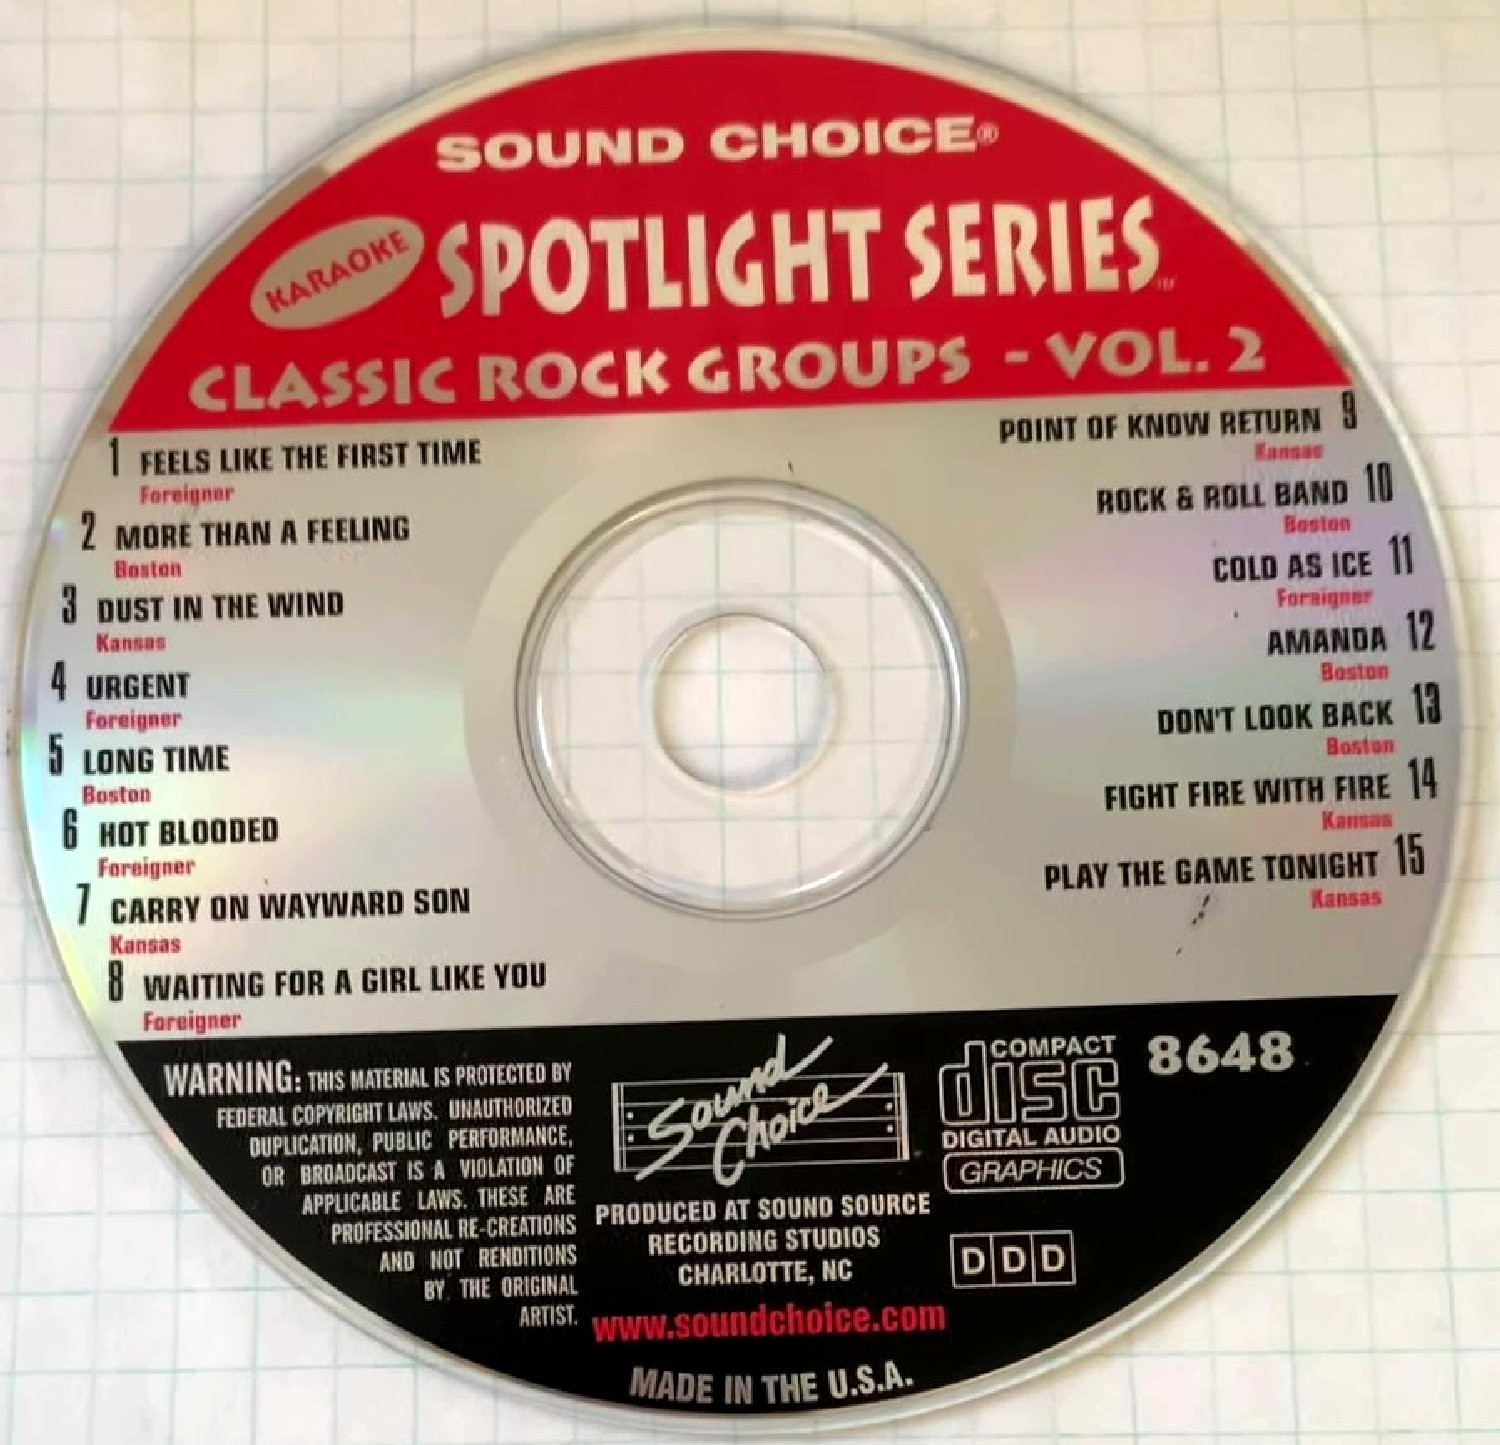 SOUND CHOICE®
KARAOKE
SPOTLIGHT SERIES™
CLASSIC ROCK GROUPS - VOL. 2
1 FEELS LIKE THE FIRST TIME
Foreigner
2 MORE THAN A FEELING
Boston
3 DUST IN THE WIND
Kansas
4 URGENT
Foreigner
5 LONG TIME
Boston
6 HOT BLOODED
Foreigner
7 CARRY ON WAYWARD SON
Kansas
8 WAITING FOR A GIRL LIKE YOU
Foreigner
POINT OF KNOW RETURN 9
Kansas
ROCK & ROLL BAND 10
Boston
COLD AS ICE 11
Foreigner
AMANDA 12
Boston
DON'T LOOK BACK 13
Boston
FIGHT FIRE WITH FIRE 14
Kansas
PLAY THE GAME TONIGHT 15
Kansas
WARNING: THIS MATERIAL IS PROTECTED BY
FEDERAL COPYRIGHT LAWS. UNAUTHORIZED
DUPLICATION, PUBLIC PERFORMANCE,
OR BROADCAST IS A VIOLATION OF
APPLICABLE LAWS. THESE ARE
PROFESSIONAL RE-CREATIONS
AND NOT RENDITIONS
BY THE ORIGINAL
ARTIST.
Sound
Choice
PRODUCED AT SOUND SOURCE
RECORDING STUDIOS
CHARLOTTE, NC
www.soundchoice.com
MADE IN THE U.S.A.
COMPACT
disc
DIGITAL AUDIO
GRAPHICS
8648
DDD